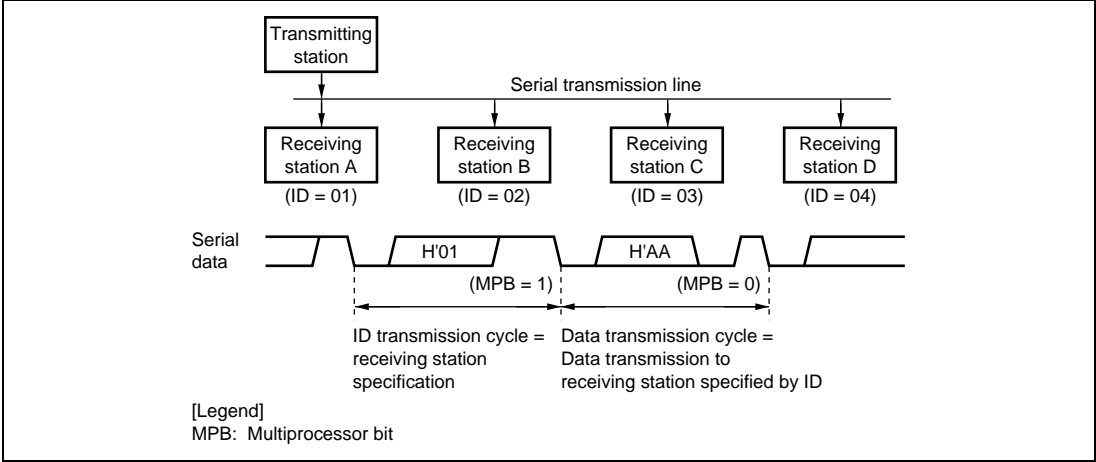 Transmitting
station
Serial transmission line
Receiving
station A
Receiving
station B
Receiving
station C
Receiving
station D
(ID = 01)
(ID = 02)
(ID = 03)
(ID = 04)
Serial
data
H'01
H'AA
(MPB = 1)
(MPB = 0)
ID transmission cycle =
receiving station
specification
Data transmission cycle =
Data transmission to
receiving station specified by ID
[Legend]
MPB: Multiprocessor bit